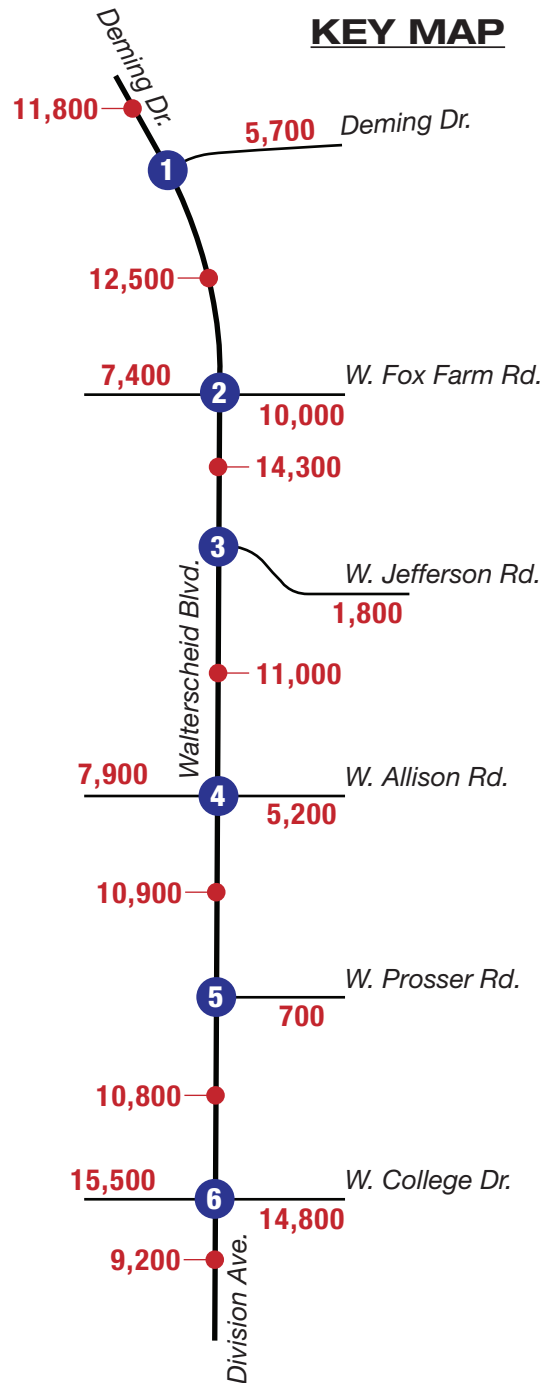 KEY MAP
Deming Dr.
11,800
5,700
Deming Dr.
1
12,500
7,400
W. Fox Farm Rd.
2
10,000
14,300
3
W. Jefferson Rd.
1,800
Walterscheid Blvd.
11,000
7,900
W. Allison Rd.
4
5,200
10,900
W. Prosser Rd.
5
700
10,800
15,500
W. College Dr.
6
14,800
9,200
Division Ave.